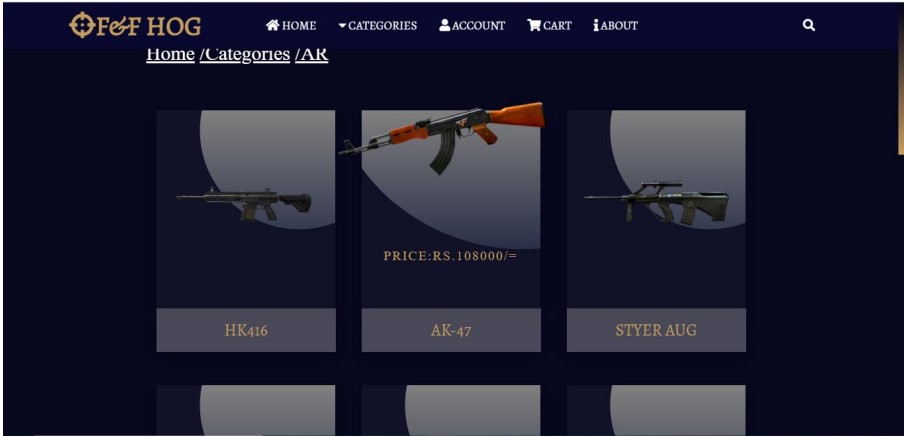 F&F HOG HOME CATEGORIES ACCOUNT CART ABOUT
Home /Categories /AR
PRICE:RS.108000/=
HK416 AK-47 STYER AUG